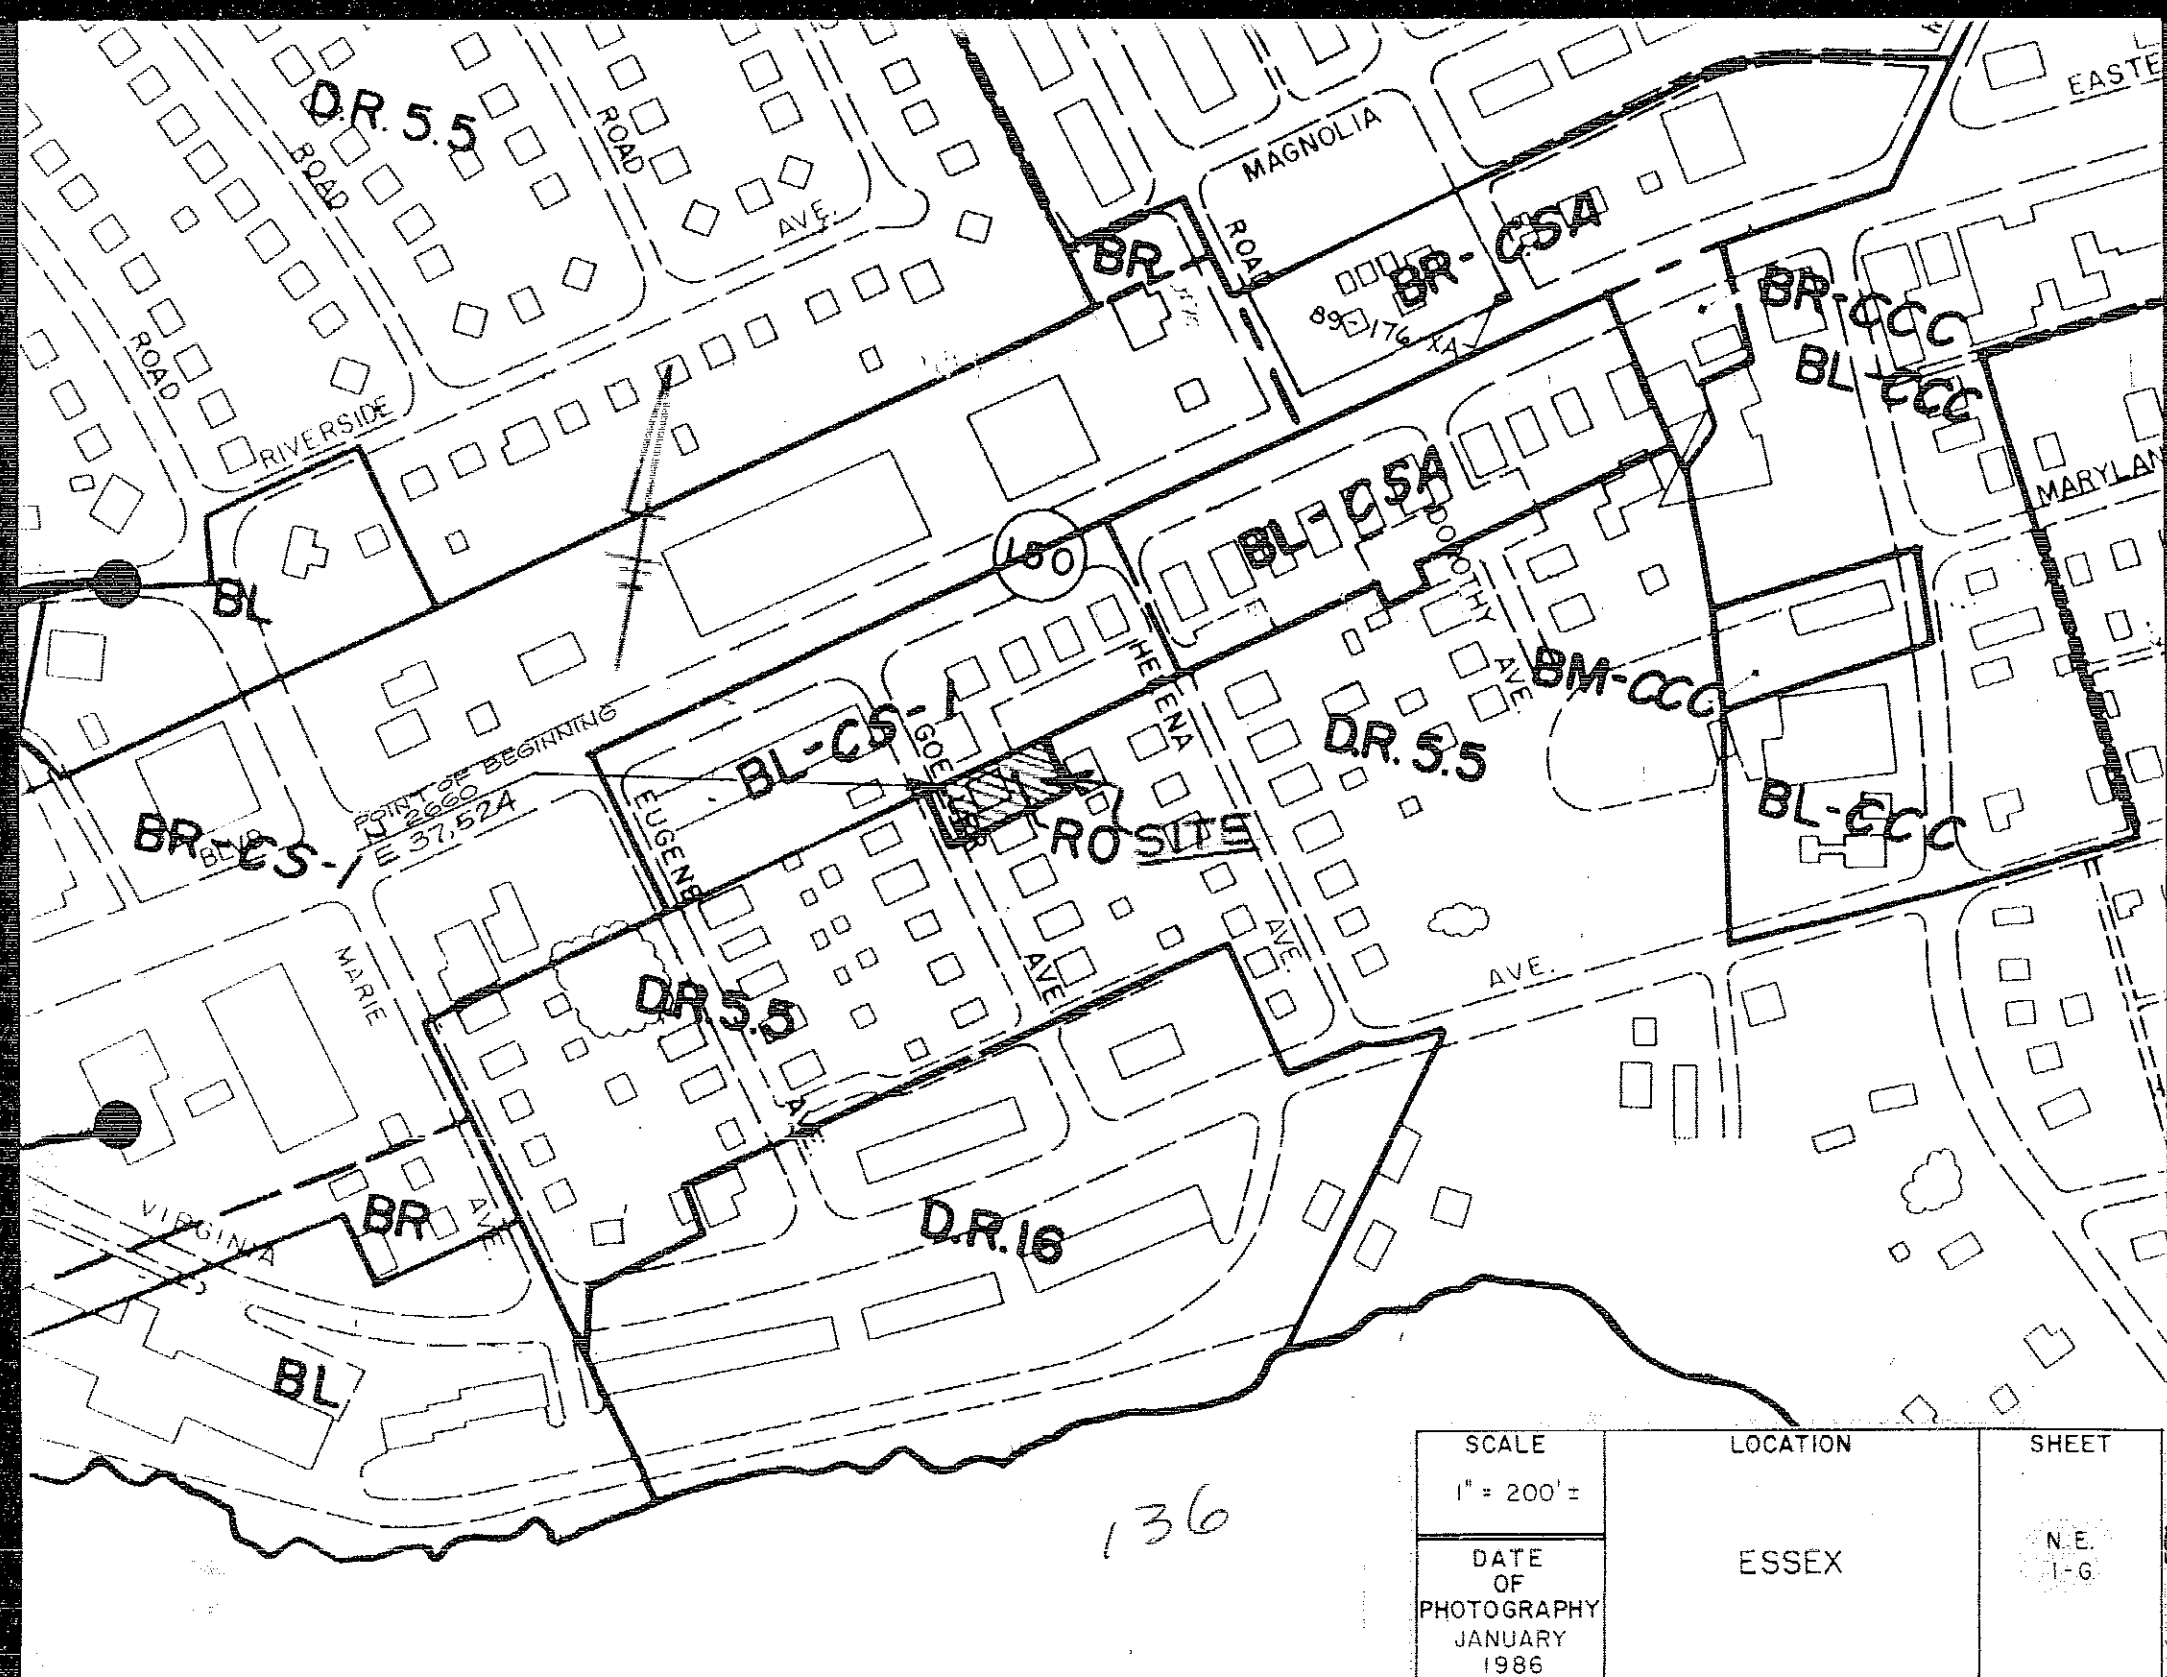 D.R. 5.5
ROAD
ROAD
ROAD
AVE.
RIVERSIDE
MAGNOLIA
ROAD
EASTE
BR
BR-CSA
89-176-XA
BR-CCC
BL-CCC
MARYLAN
BL
150
BL-CSA
DOROTHY
AVE.
HELENA
AVE.
BM-CCC
D.R. 5.5
BL-CCC
BL-CS-1
POINT OF BEGINNING
N 2660
E 37,524
BR-CS-1
BLVD.
EUGENE
AVE.
RO SITE
AVE
MARIE
AVE.
D.R. 5.5
AVE.
VIRGINIA
BR
D.R. 16
BL
136
SCALE
1" = 200' ±
DATE
OF
PHOTOGRAPHY
JANUARY
1986
LOCATION
ESSEX
SHEET
N.E.
1-G